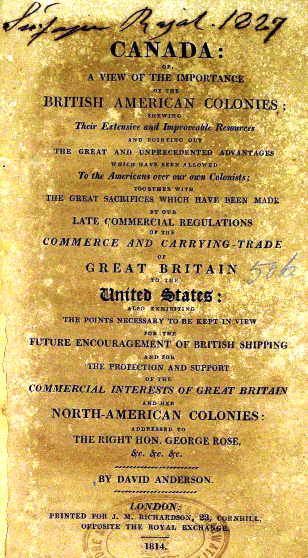 Royal. 1827
CANADA:
OR,
A VIEW OF THE IMPORTANCE
OF THE
BRITISH AMERICAN COLONIES;
SHEWING
Their Extensive and Improveable Resources
AND POINTING OUT
THE GREAT AND UNPRECEDENTED ADVANTAGES
WHICH HAVE BEEN ALLOWED
To the Americans over our own Colonists;
TOGETHER WITH
THE GREAT SACRIFICES WHICH HAVE BEEN MADE
BY OUR
LATE COMMERCIAL REGULATIONS
OF THE
COMMERCE AND CARRYING-TRADE
OF
GREAT BRITAIN
TO THE
United States:
ALSO EXHIBITING
THE POINTS NECESSARY TO BE KEPT IN VIEW
FOR THE
FUTURE ENCOURAGEMENT OF BRITISH SHIPPING
AND FOR
THE PROTECTION AND SUPPORT
OF THE
COMMERCIAL INTERESTS OF GREAT BRITAIN
AND HER
NORTH-AMERICAN COLONIES:
ADDRESSED TO
THE RIGHT HON. GEORGE ROSE,
&c. &c. &c.
BY DAVID ANDERSON.
LONDON:
PRINTED FOR J. M. RICHARDSON, 23, CORNHILL,
OPPOSITE THE ROYAL EXCHANGE.
1814.